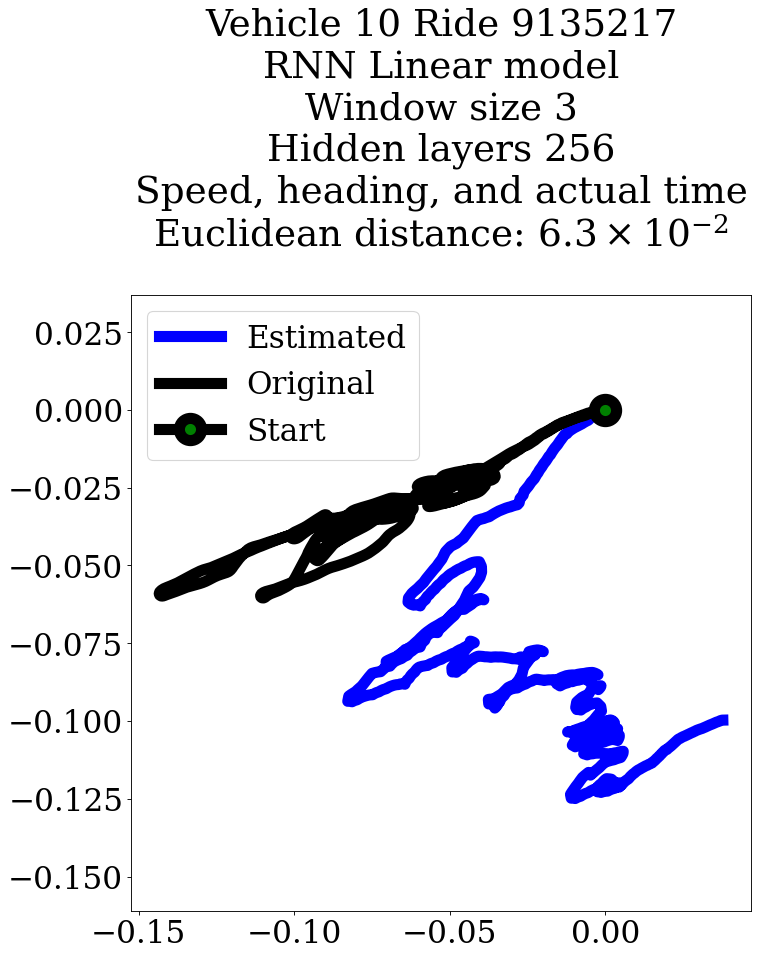 Vehicle 10 Ride 9135217
RNN Linear model
Window size 3
Hidden layers 256
Speed, heading, and actual time
Euclidean distance: 6.3 × 10⁻²
Estimated
Original
Start
0.025
0.000
−0.025
−0.050
−0.075
−0.100
−0.125
−0.150
−0.15 −0.10 −0.05 0.00